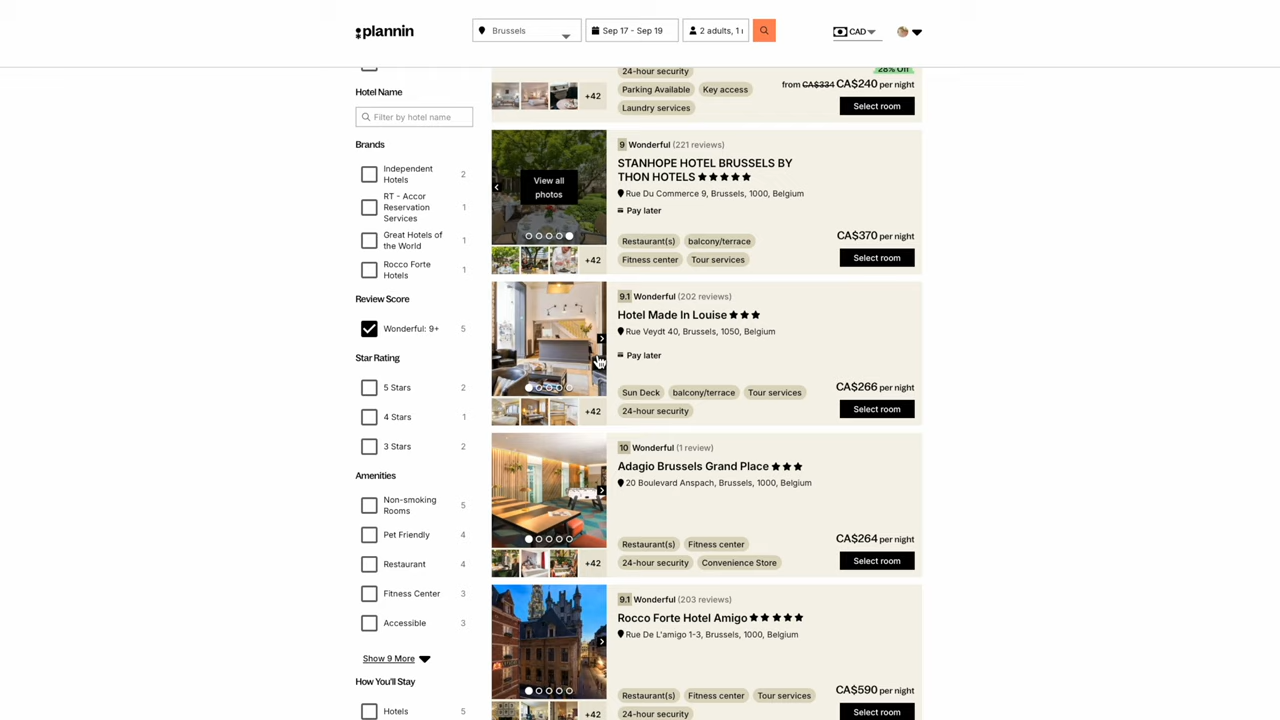 plannin
Brussels
Sep 17 - Sep 19
2 adults, 1
CAD
Hotel Name
Filter by hotel name
Brands
Independent
Hotels
2
RT - Accor
Reservation
Services
1
Great Hotels of
the World
1
Rocco Forte
Hotels
1
Review Score
Wonderful: 9+
5
Star Rating
5 Stars
2
4 Stars
1
3 Stars
2
Amenities
Non-smoking
Rooms
5
Pet Friendly
4
Restaurant
4
Fitness Center
3
Accessible
3
Show 9 More
How You'll Stay
Hotels
5
+42
24-hour security
Parking Available
Key access
Laundry services
28% Off
from CA$334 CA$240 per night
Select room
View all
photos
+42
9 Wonderful (221 reviews)
STANHOPE HOTEL BRUSSELS BY
THON HOTELS
Rue Du Commerce 9, Brussels, 1000, Belgium
Pay later
Restaurant(s)
balcony/terrace
Fitness center
Tour services
CA$370 per night
Select room
+42
9.1 Wonderful (202 reviews)
Hotel Made In Louise
Rue Veydt 40, Brussels, 1050, Belgium
Pay later
Sun Deck
balcony/terrace
Tour services
24-hour security
CA$266 per night
Select room
+42
10 Wonderful (1 review)
Adagio Brussels Grand Place
20 Boulevard Anspach, Brussels, 1000, Belgium
Restaurant(s)
Fitness center
24-hour security
Convenience Store
CA$264 per night
Select room
+42
9.1 Wonderful (203 reviews)
Rocco Forte Hotel Amigo
Rue De L'amigo 1-3, Brussels, 1000, Belgium
Restaurant(s)
Fitness center
Tour services
24-hour security
CA$590 per night
Select room